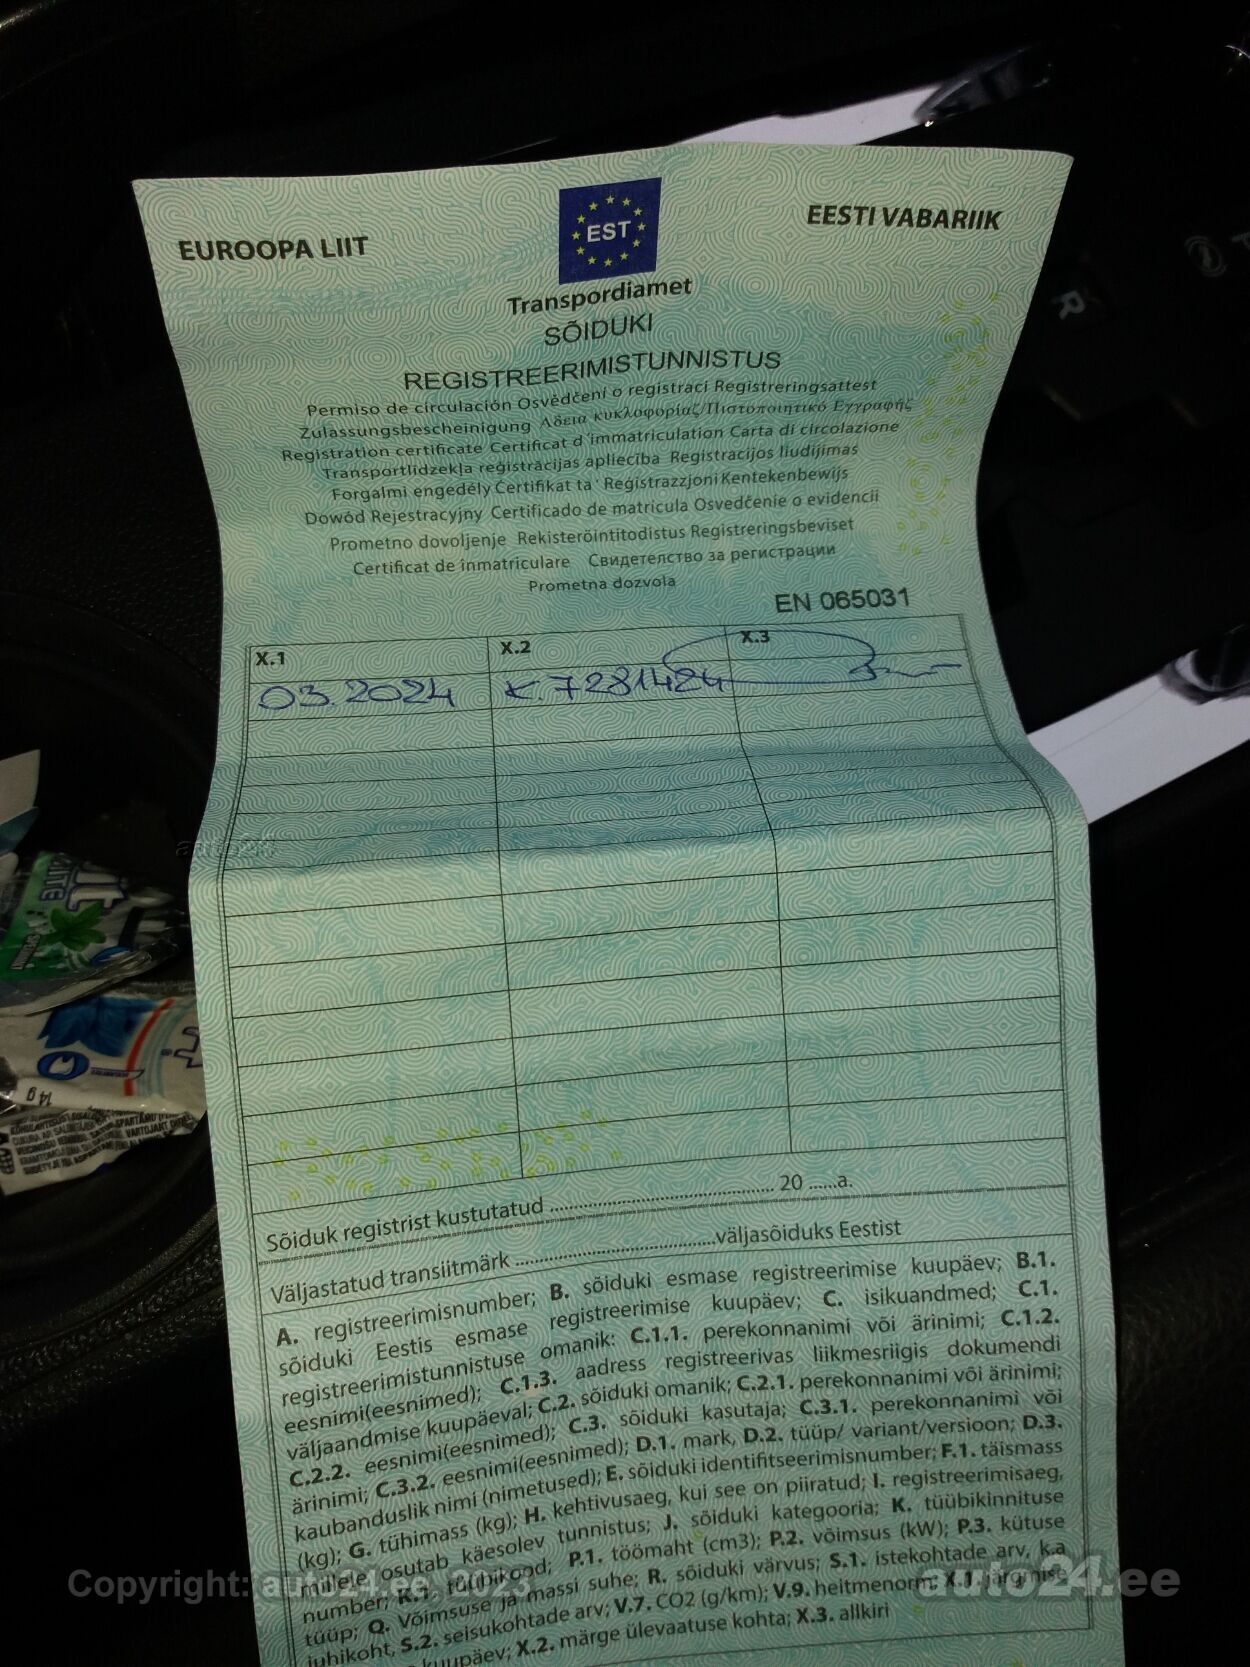 EUROOPA LIIT
EST
EESTI VABARIIK
Transpordiamet
SÕIDUKI
REGISTREERIMISTUNNISTUS
Permiso de circulación Osvědčení o registraci Registreringsattest
Zulassungsbescheinigung Αδεια κυκλοφορίας/Πιστοποιητικό Εγγραφής
Registration certificate Certificat d´immatriculation Carta di circolazione
Transportlīdzekļa reģistrācijas apliecība Registracijos liudijimas
Forgalmi engedély Ċertifikat ta´ Reġistrazzjoni Kentekenbewijs
Dowód Rejestracyjny Certificado de matrícula Osvedčenie o evidencii
Prometno dovoljenje Rekisteröintitodistus Registreringsbeviset
Certificat de înmatriculare Свидетелство за регистрации
Prometna dozvola
EN 065031
X.1 X.2 X.3
03.2024 K.7281424
Sõiduk registrist kustutatud ........ 20 ......a.
Väljastatud transiitmärk ........väljasõiduks Eestist
A. registreerimisnumber; B. sõiduki esmase registreerimise kuupäev; B.1.
sõiduki Eestis esmase registreerimise kuupäev; C. isikuandmed; C.1.
registreerimistunnistuse omanik: C.1.1. perekonnanimi või ärinimi; C.1.2.
eesnimi(eesnimed); C.1.3. aadress registreerivas liikmesriigis dokumendi
väljaandmise kuupäeval; C.2. sõiduki omanik; C.2.1. perekonnanimi või ärinimi;
C.2.2. eesnimi(eesnimed); C.3. sõiduki kasutaja; C.3.1. perekonnanimi või
ärinimi; C.3.2. eesnimi(eesnimed); D.1. mark, D.2. tüüp/ variant/versioon; D.3.
kaubanduslik nimi (nimetused); E. sõiduki identifitseerimisnumber; F.1. täismass
(kg); G. tühimass (kg); H. kehtivusaeg, kui see on piiratud; I. registreerimisaeg,
millele osutab käesolev tunnistus; J. sõiduki kategooria; K. tüübikinnituse
number; K.1. tüübikood; P.1. töömaht (cm3); P.2. võimsus (kW); P.3. kütuse
tüüp; Q. Võimsuse ja massi suhe; R. sõiduki värvus; S.1. istekohtade arv, k.a
juhikoht, S.2. seisukohtade arv; V.7. CO2 (g/km); V.9. heitmenorm; X.1. järgmise
kuupäev; X.2. märge ülevaatuse kohta; X.3. allkiri
Copyright: auto24.ee, 2023
auto24.ee
auto24
R
14 g